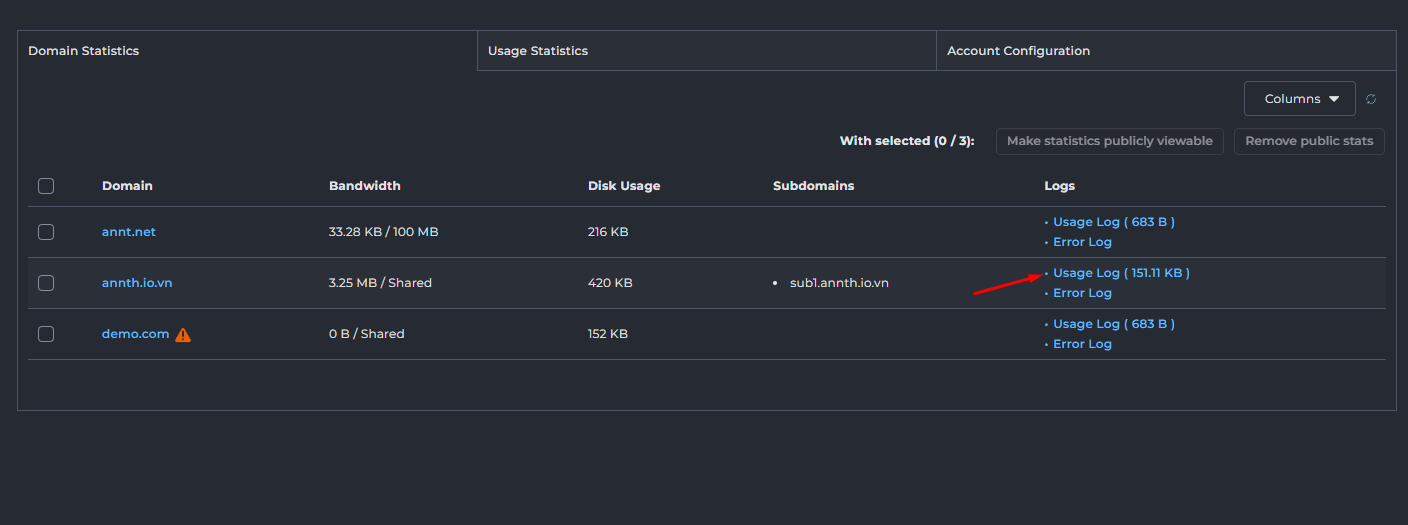 Domain Statistics
Usage Statistics
Account Configuration
Columns
With selected (0 / 3):
Make statistics publicly viewable
Remove public stats
Domain
Bandwidth
Disk Usage
Subdomains
Logs
annt.net
33.28 KB / 100 MB
216 KB
• Usage Log ( 683 B )
• Error Log
annth.io.vn
3.25 MB / Shared
420 KB
• sub1.annth.io.vn
• Usage Log ( 151.11 KB )
• Error Log
demo.com
0 B / Shared
152 KB
• Usage Log ( 683 B )
• Error Log